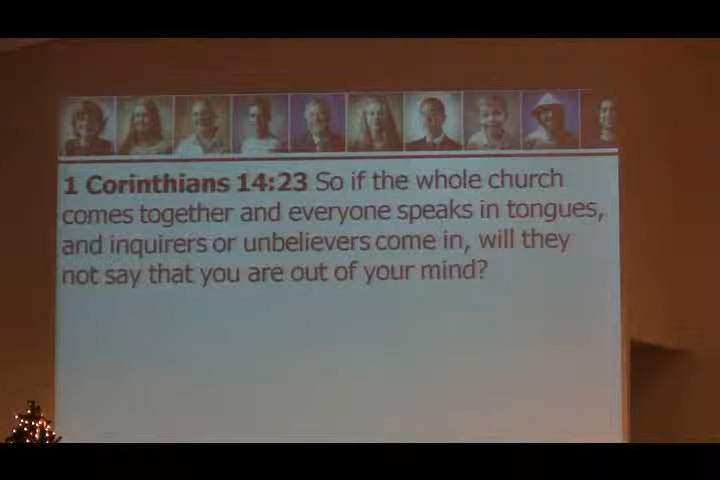 1 Corinthians 14:23 So if the whole church
comes together and everyone speaks in tongues,
and inquirers or unbelievers come in, will they
not say that you are out of your mind?